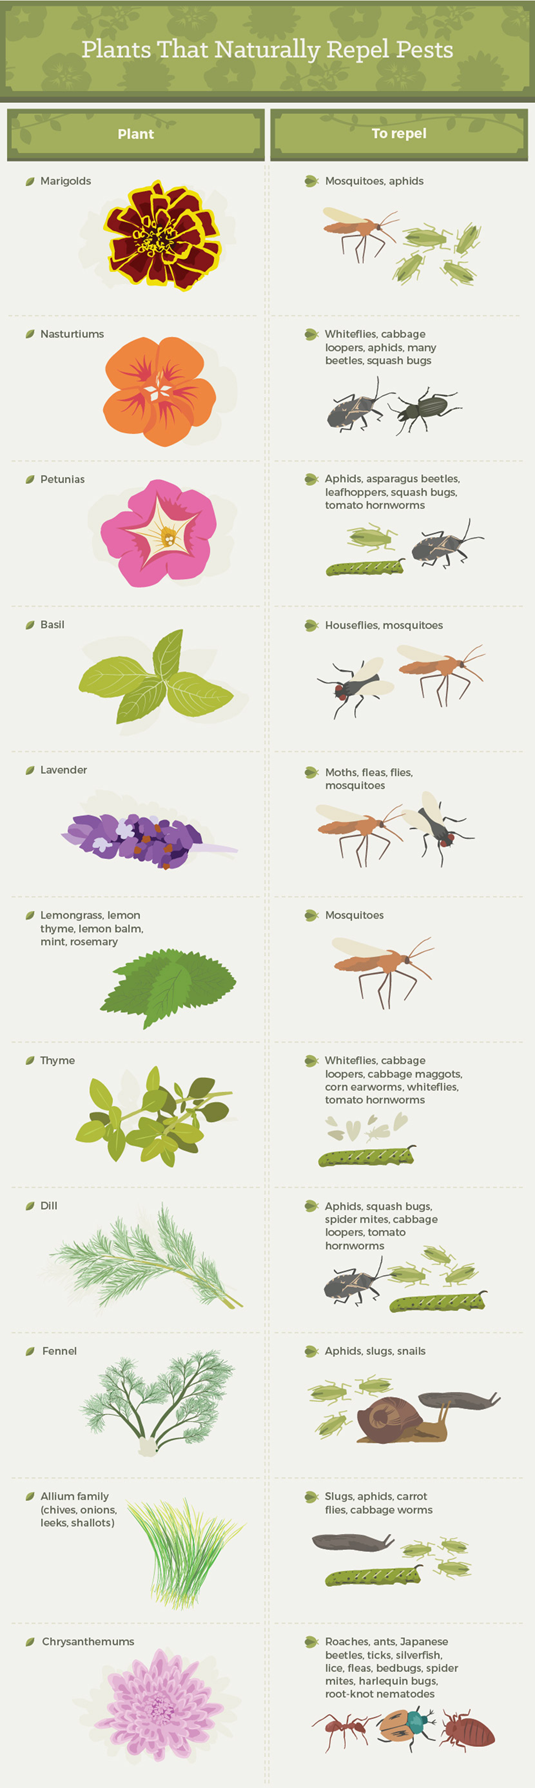 Plants That Naturally Repel Pests
Plant
To repel
Marigolds
Mosquitoes, aphids
Nasturtiums
Whiteflies, cabbage
loopers, aphids, many
beetles, squash bugs
Petunias
Aphids, asparagus beetles,
leafhoppers, squash bugs,
tomato hornworms
Basil
Houseflies, mosquitoes
Lavender
Moths, fleas, flies,
mosquitoes
Lemongrass, lemon
thyme, lemon balm,
mint, rosemary
Mosquitoes
Thyme
Whiteflies, cabbage
loopers, cabbage maggots,
corn earworms, whiteflies,
tomato hornworms
Dill
Aphids, squash bugs,
spider mites, cabbage
loopers, tomato
hornworms
Fennel
Aphids, slugs, snails
Allium family
(chives, onions,
leeks, shallots)
Slugs, aphids, carrot
flies, cabbage worms
Chrysanthemums
Roaches, ants, Japanese
beetles, ticks, silverfish,
lice, fleas, bedbugs, spider
mites, harlequin bugs,
root-knot nematodes